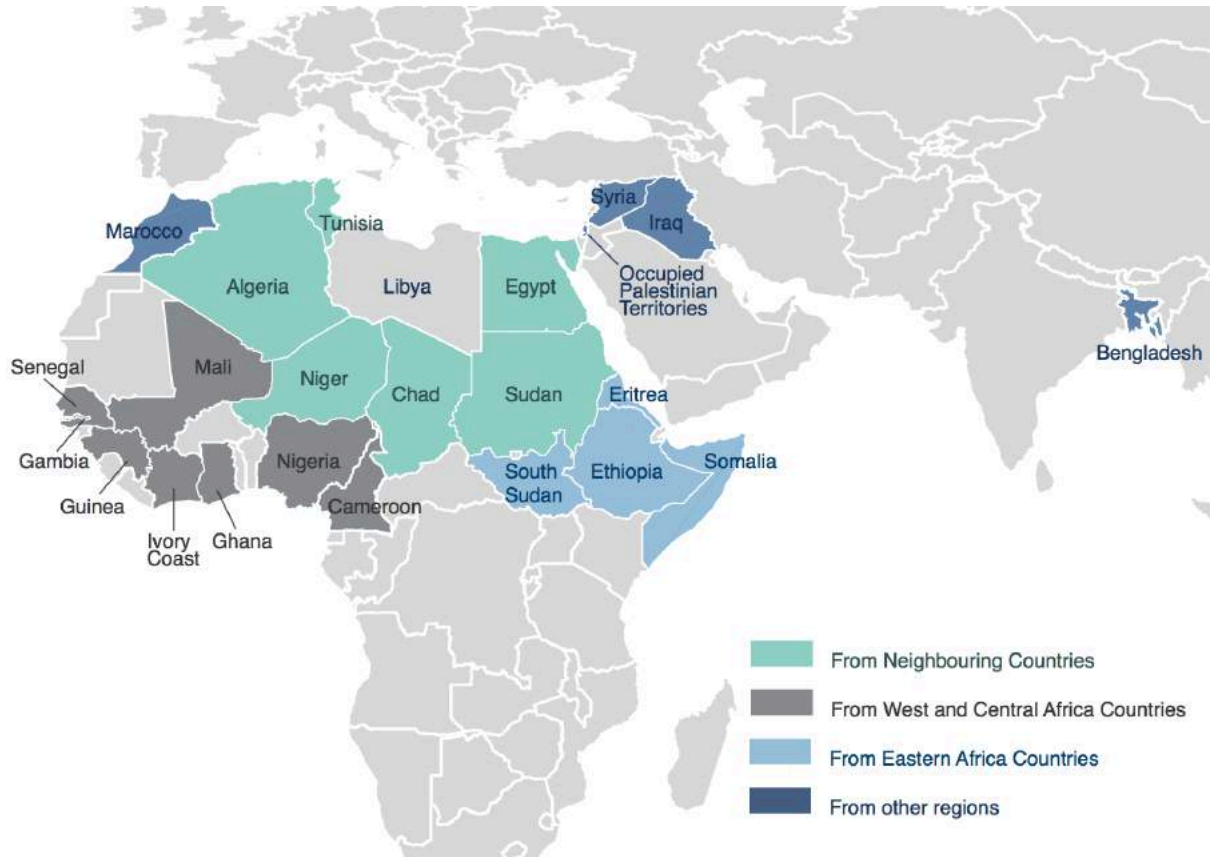 Marocco
Tunisia
Algeria
Libya
Egypt
Syria
Iraq
Occupied
Palestinian
Territories
Bengladesh
Senegal
Mali
Niger
Chad
Sudan
Eritrea
Gambia
Guinea
Ivory
Coast
Ghana
Nigeria
Cameroon
South
Sudan
Ethiopia
Somalia
From Neighbouring Countries
From West and Central Africa Countries
From Eastern Africa Countries
From other regions